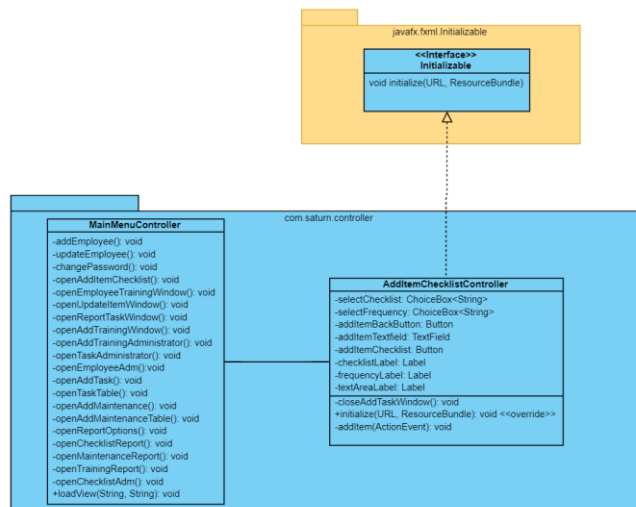 javafx.fxml.Initializable
<<Interface>>
Initializable
void initialize(URL, ResourceBundle)
com.saturn.controller
MainMenuController
-addEmployee(): void
-updateEmployee(): void
-changePassword(): void
-openAddItemChecklist(): void
-openEmployeeTrainingWindow(): void
-openUpdateItemWindow(): void
-openReportTaskWindow(): void
-openAddTrainingWindow(): void
-openAddTrainingAdministrator(): void
-openTaskAdministrator(): void
-openEmployeeAdm(): void
-openAddTask(): void
-openTaskTable(): void
-openAddMaintenance(): void
-openAddMaintenanceTable(): void
-openReportOptions(): void
-openChecklistReport(): void
-openMaintenanceReport(): void
-openTrainingReport(): void
-openChecklistAdm(): void
+loadView(String, String): void
AddItemChecklistController
-selectChecklist: ChoiceBox<String>
-selectFrequency: ChoiceBox<String>
-addItemBackButton: Button
-addItemTextfield: TextField
-addItemChecklist: Button
-checklistLabel: Label
-frequencyLabel: Label
-textAreaLabel: Label
-closeAddTaskWindow(): void
+initialize(URL, ResourceBundle): void <<override>>
-addItem(ActionEvent): void